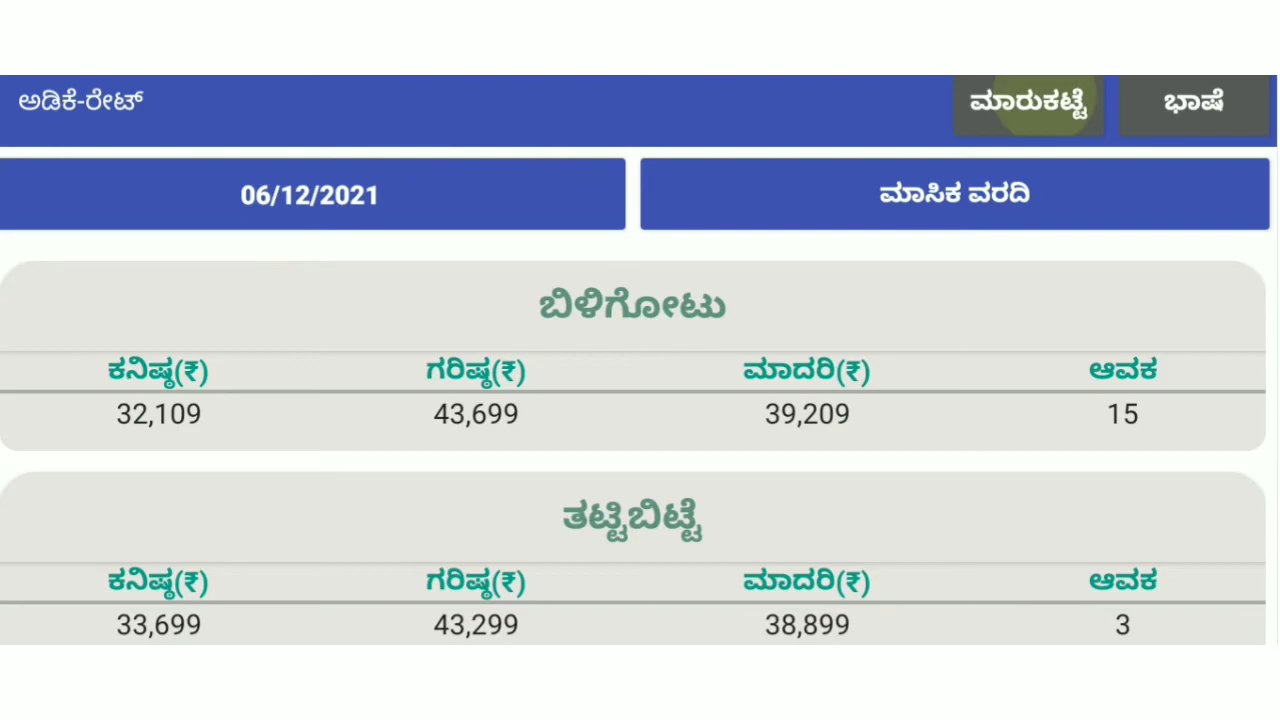 ಅಡಿಕೆ-ರೇಟ್ ಮಾರುಕಟ್ಟೆ ಭಾಷೆ
06/12/2021 ಮಾಸಿಕ ವರದಿ
ಬಿಳಿಗೋಟು
ಕನಿಷ್ಠ(₹) ಗರಿಷ್ಠ(₹) ಮಾದರಿ(₹) ಆವಕ
32,109 43,699 39,209 15
ತಟ್ಟಿಬಿಟ್ಟೆ
ಕನಿಷ್ಠ(₹) ಗರಿಷ್ಠ(₹) ಮಾದರಿ(₹) ಆವಕ
33,699 43,299 38,899 3